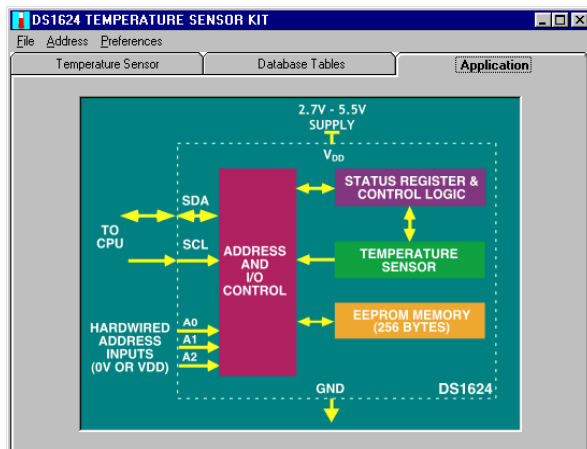 DS1624 TEMPERATURE SENSOR KIT
File Address Preferences
Temperature Sensor
Database Tables
Application
2.7V - 5.5V
SUPPLY
VDD
STATUS REGISTER &
CONTROL LOGIC
SDA
TO
CPU
SCL
ADDRESS
AND
I/O
CONTROL
TEMPERATURE
SENSOR
EEPROM MEMORY
(256 BYTES)
HARDWIRED
ADDRESS
INPUTS
(0V OR VDD)
A0
A1
A2
GND
DS1624